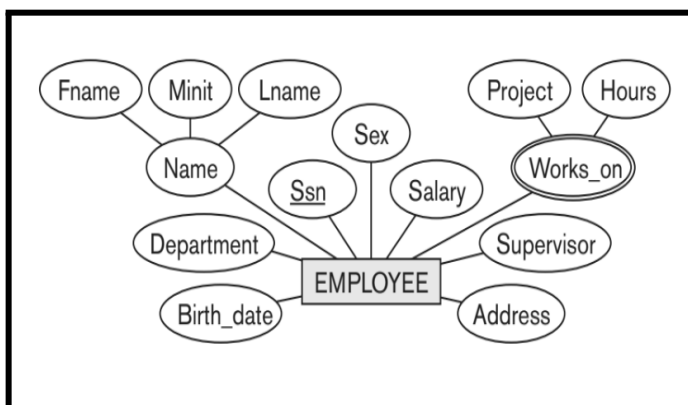 Fname Minit Lname Project Hours
Sex
Name Works_on
Ssn Salary
Department Supervisor
EMPLOYEE
Birth_date Address